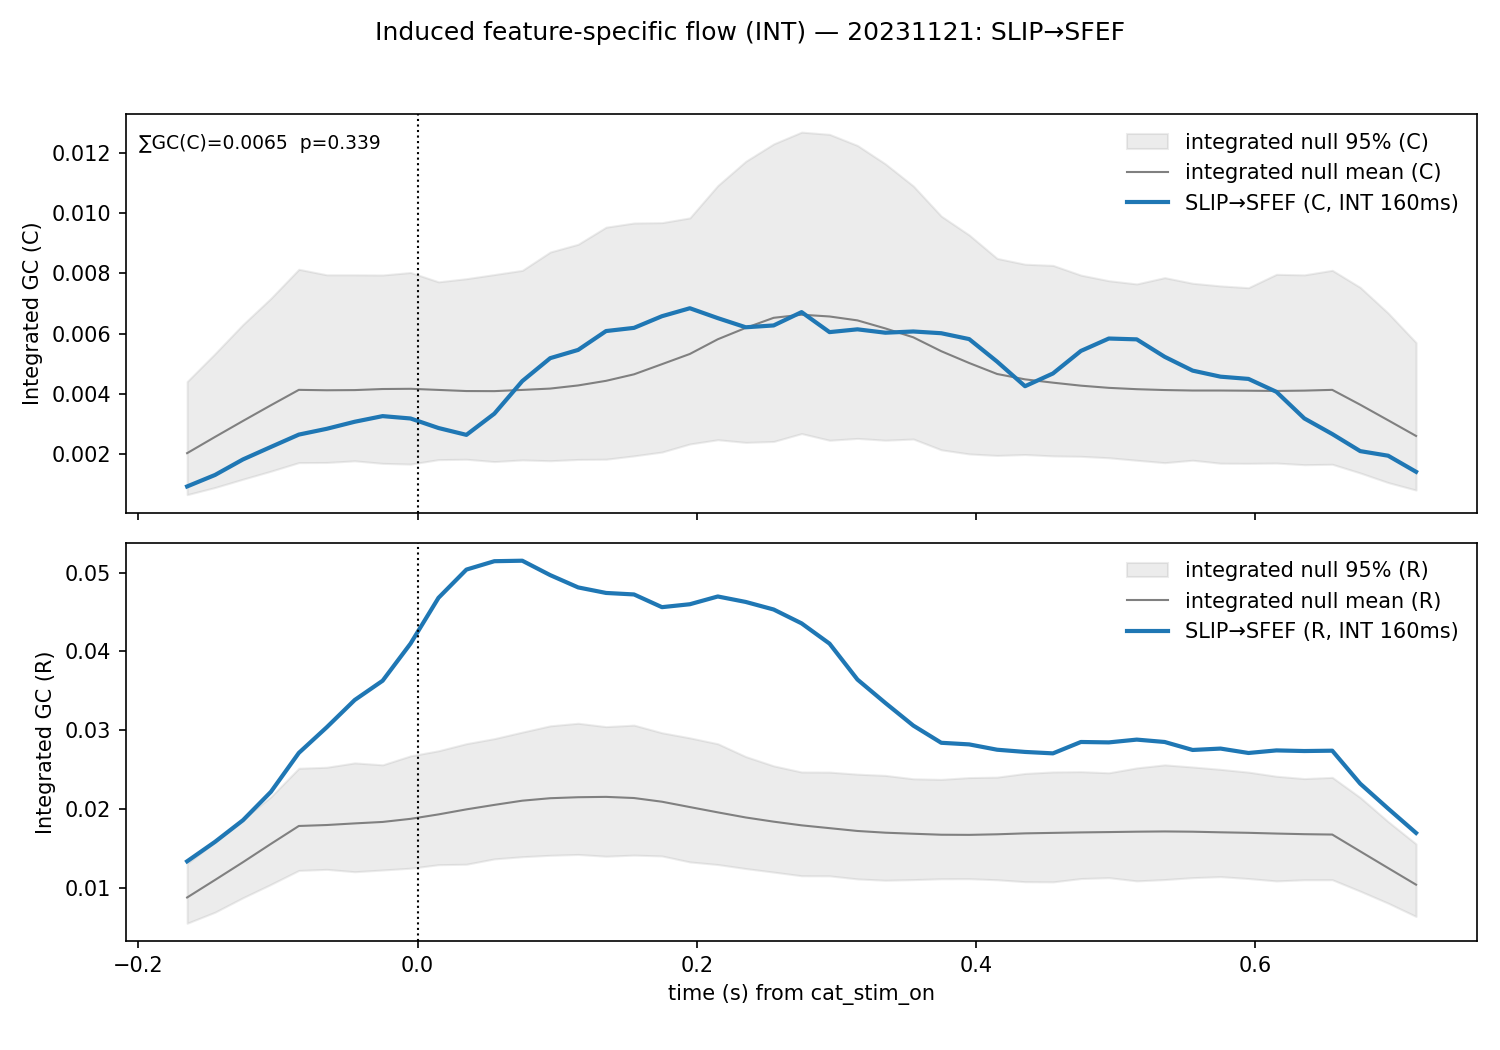 Induced feature-specific flow (INT) — 20231121: SLIP→SFEF
∑GC(C)=0.0065  p=0.339
integrated null 95% (C)
integrated null mean (C)
SLIP→SFEF (C, INT 160ms)
Integrated GC (C)
0.012
0.010
0.008
0.006
0.004
0.002
integrated null 95% (R)
integrated null mean (R)
SLIP→SFEF (R, INT 160ms)
Integrated GC (R)
0.05
0.04
0.03
0.02
0.01
−0.2 0.0 0.2 0.4 0.6
time (s) from cat_stim_on